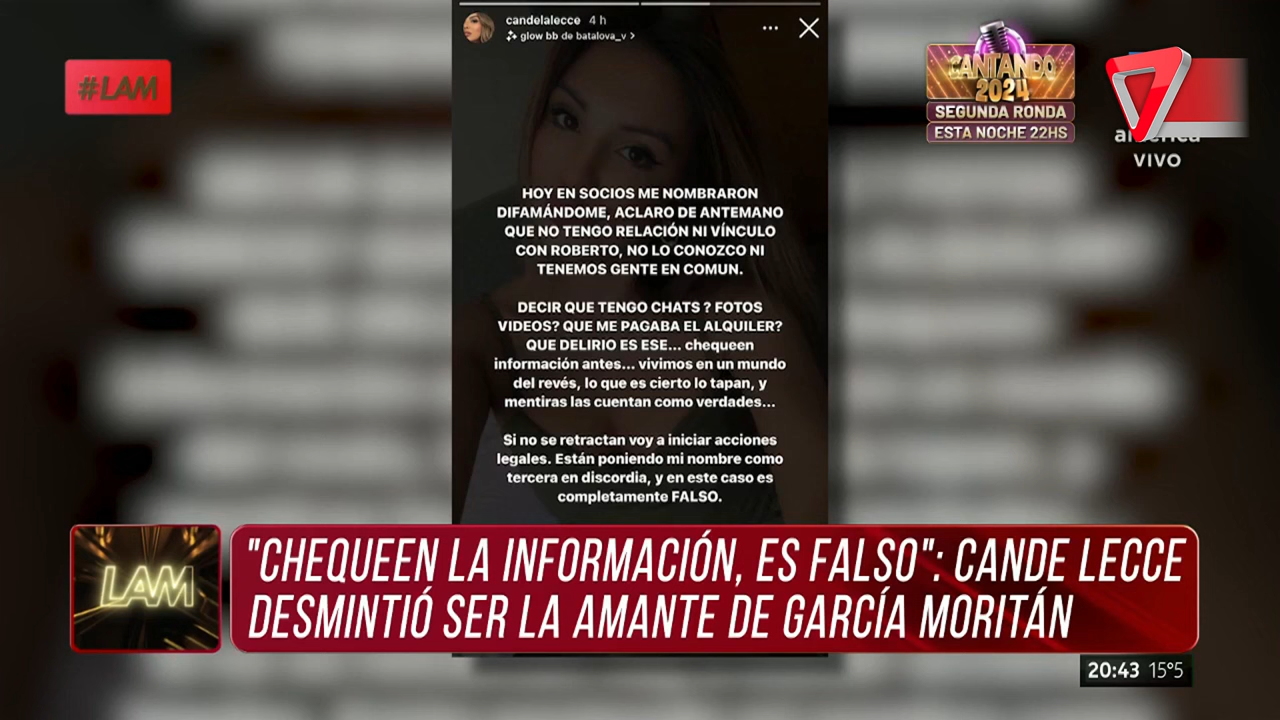 candelalecce 4 h
glow bb de batalova_v >
#LAM
CANTANDO
2024
SEGUNDA RONDA
ESTA NOCHE 22HS
américa
VIVO
HOY EN SOCIOS ME NOMBRARON
DIFAMÁNDOME, ACLARO DE ANTEMANO
QUE NO TENGO RELACIÓN NI VÍNCULO
CON ROBERTO, NO LO CONOZCO NI
TENEMOS GENTE EN COMUN.
DECIR QUE TENGO CHATS ? FOTOS
VIDEOS? QUE ME PAGABA EL ALQUILER?
QUE DELIRIO ES ESE... chequeen
información antes... vivimos en un mundo
del revés, lo que es cierto lo tapan, y
mentiras las cuentan como verdades...
Si no se retractan voy a iniciar acciones
legales. Están poniendo mi nombre como
tercera en discordia, y en este caso es
completamente FALSO.
LAM
"CHEQUEEN LA INFORMACIÓN, ES FALSO": CANDE LECCE
DESMINTIÓ SER LA AMANTE DE GARCÍA MORITÁN
20:43 15°5